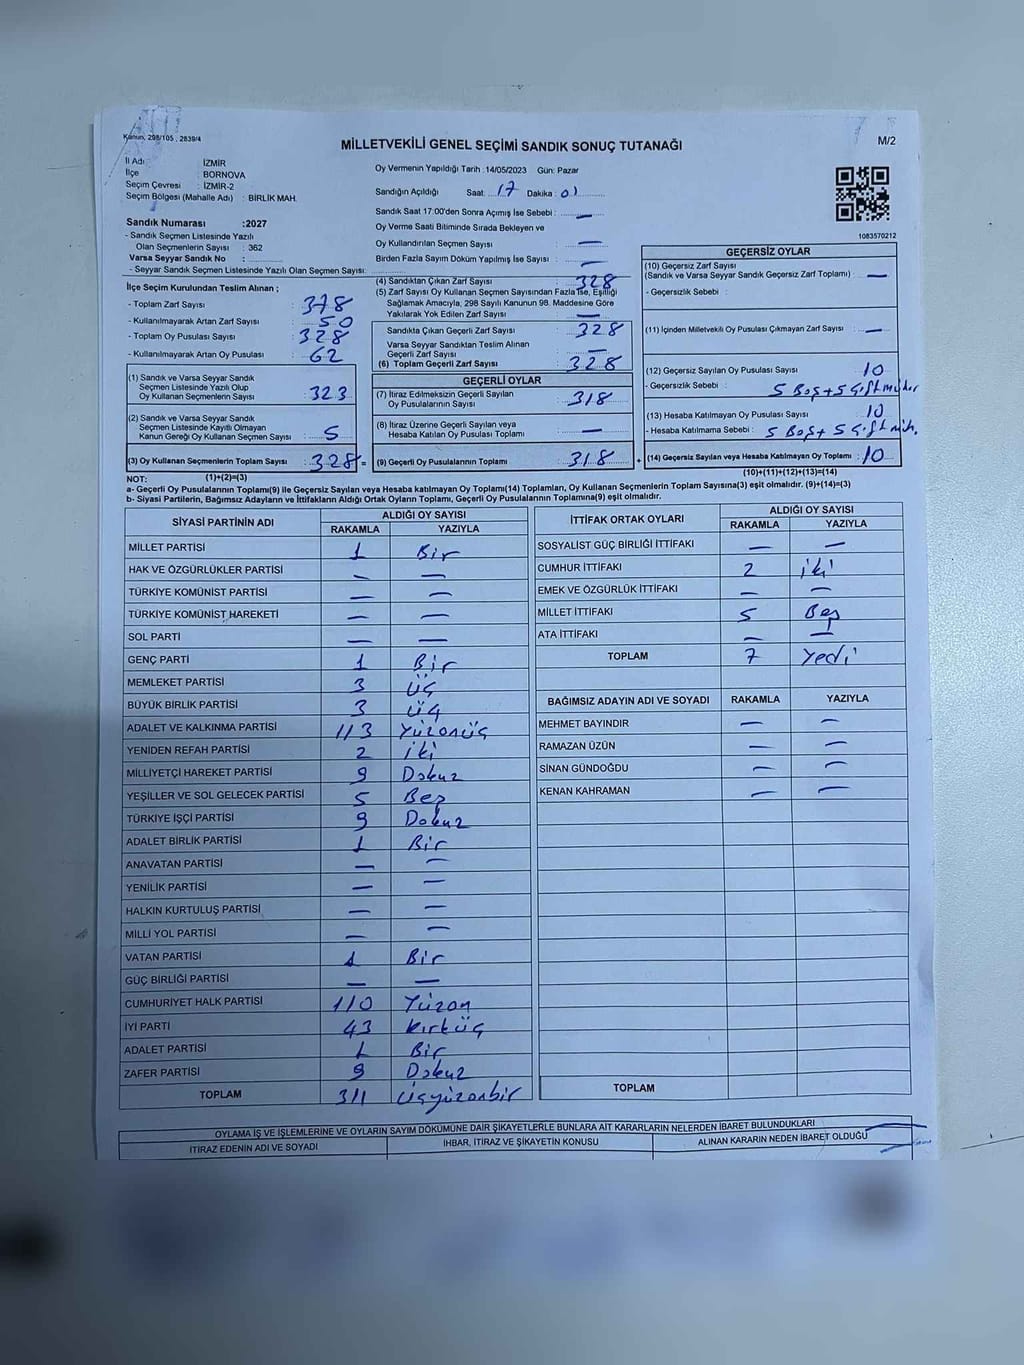 Kanun, 298/105 , 2839/4
MİLLETVEKİLİ GENEL SEÇİMİ SANDIK SONUÇ TUTANAĞI
M/2
İl Adı : İZMİR
İlçe : BORNOVA
Seçim Çevresi : İZMİR-2
Seçim Bölgesi (Mahalle Adı) : BİRLİK MAH.
Sandık Numarası :2027
- Sandık Seçmen Listesinde Yazılı
Olan Seçmenlerin Sayısı : 362
Varsa Seyyar Sandık No :
- Seyyar Sandık Seçmen Listesinde Yazılı Olan Seçmen Sayısı:
Oy Vermenin Yapıldığı Tarih :14/05/2023 Gün: Pazar
Sandığın Açıldığı Saat: 17 Dakika: 01
Sandık Saat 17:00'den Sonra Açımış İse Sebebi : —
Oy Verme Saati Bitiminde Sırada Bekleyen ve
Oy Kullandırılan Seçmen Sayısı : —
Birden Fazla Sayım Döküm Yapılmış İse Sayısı : —
1083570212
İlçe Seçim Kurulundan Teslim Alınan ;
- Toplam Zarf Sayısı : 378
- Kullanılmayarak Artan Zarf Sayısı : 50
- Toplam Oy Pusulası Sayısı : 328
- Kullanılmayarak Artan Oy Pusulası : 62
(1) Sandık ve Varsa Seyyar Sandık
Seçmen Listesinde Yazılı Olup
Oy Kullanan Seçmenlerin Sayısı : 323
(2) Sandık ve Varsa Seyyar Sandık
Seçmen Listesinde Kayıtlı Olmayan
Kanun Gereği Oy Kullanan Seçmen Sayısı : 5
(3) Oy Kullanan Seçmenlerin Toplam Sayısı : 328 =
(4) Sandıktan Çıkan Zarf Sayısı : 328
(5) Zarf Sayısı Oy Kullanan Seçmen Sayısından Fazla İse, Eşitliği
Sağlamak Amacıyla, 298 Sayılı Kanunun 98. Maddesine Göre
Yakılarak Yok Edilen Zarf Sayısı : —
Sandıkta Çıkan Geçerli Zarf Sayısı : 328
Varsa Seyyar Sandıktan Teslim Alınan
Geçerli Zarf Sayısı : —
(6) Toplam Geçerli Zarf Sayısı : 328
GEÇERLİ OYLAR
(7) İtiraz Edilmeksizin Geçerli Sayılan
Oy Pusulalarının Sayısı : 318
(8) İtiraz Üzerine Geçerli Sayılan veya
Hesaba Katılan Oy Pusulası Toplamı : —
(9) Geçerli Oy Pusulalarının Toplamı : 318 +
GEÇERSİZ OYLAR
(10) Geçersiz Zarf Sayısı
(Sandık ve Varsa Seyyar Sandık Geçersiz Zarf Toplamı) : —
- Geçersizlik Sebebi :
(11) İçinden Milletvekili Oy Pusulası Çıkmayan Zarf Sayısı : —
(12) Geçersiz Sayılan Oy Pusulası Sayısı : 10
- Geçersizlik Sebebi : 5 Boş+5 Çift mühür
(13) Hesaba Katılmayan Oy Pusulası Sayısı : 10
- Hesaba Katılmama Sebebi : 5 Boş+ 5 Çift müh.
(14) Geçersiz Sayılan veya Hesaba Katılmayan Oy Toplamı : 10
NOT: (1)+(2)=(3)
(10)+(11)+(12)+(13)=(14)
a- Geçerli Oy Pusulalarının Toplamı(9) ile Geçersiz Sayılan veya Hesaba katılmayan Oy Toplamı(14) Toplamları, Oy Kullanan Seçmenlerin Toplam Sayısına(3) eşit olmalıdır. (9)+(14)=(3)
b- Siyasi Partilerin, Bağımsız Adayların ve İttifakların Aldığı Ortak Oyların Toplamı, Geçerli Oy Pusulalarının Toplamına(9) eşit olmalıdır.
SİYASİ PARTİNİN ADI ALDIĞI OY SAYISI
RAKAMLA YAZIYLA
MİLLET PARTİSİ 1 Bir
HAK VE ÖZGÜRLÜKLER PARTİSİ — —
TÜRKİYE KOMÜNİST PARTİSİ — —
TÜRKİYE KOMÜNİST HAREKETİ — —
SOL PARTİ — —
GENÇ PARTİ 1 Bir
MEMLEKET PARTİSİ 3 üç
BÜYÜK BİRLİK PARTİSİ 3 üç
ADALET VE KALKINMA PARTİSİ 113 Yüzonüç
YENİDEN REFAH PARTİSİ 2 iki
MİLLİYETÇİ HAREKET PARTİSİ 9 Dokuz
YEŞİLLER VE SOL GELECEK PARTİSİ 5 Beş
TÜRKİYE İŞÇİ PARTİSİ 9 Dokuz
ADALET BİRLİK PARTİSİ 1 Bir
ANAVATAN PARTİSİ — —
YENİLİK PARTİSİ — —
HALKIN KURTULUŞ PARTİSİ — —
MİLLİ YOL PARTİSİ — —
VATAN PARTİSİ 1 Bir
GÜÇ BİRLİĞİ PARTİSİ — —
CUMHURİYET HALK PARTİSİ 110 Yüzon
İYİ PARTİ 43 Kırküç
ADALET PARTİSİ 1 Bir
ZAFER PARTİSİ 9 Dokuz
TOPLAM 311 Üçyüzonbir
İTTİFAK ORTAK OYLARI ALDIĞI OY SAYISI
RAKAMLA YAZIYLA
SOSYALİST GÜÇ BİRLİĞİ İTTİFAKI — —
CUMHUR İTTİFAKI 2 iki
EMEK VE ÖZGÜRLÜK İTTİFAKI — —
MİLLET İTTİFAKI 5 Beş
ATA İTTİFAKI — —
TOPLAM 7 Yedi
BAĞIMSIZ ADAYIN ADI VE SOYADI RAKAMLA YAZIYLA
MEHMET BAYINDIR — —
RAMAZAN ÜZÜN — —
SİNAN GÜNDOĞDU — —
KENAN KAHRAMAN — —
TOPLAM
OYLAMA İŞ VE İŞLEMLERİNE VE OYLARIN SAYIM DÖKÜMÜNE DAİR ŞİKAYETLERLE BUNLARA AİT KARARLARIN NELERDEN İBARET BULUNDUKLARI
İTİRAZ EDENİN ADI VE SOYADI İHBAR, İTİRAZ VE ŞİKAYETİN KONUSU ALINAN KARARIN NEDEN İBARET OLDUĞU